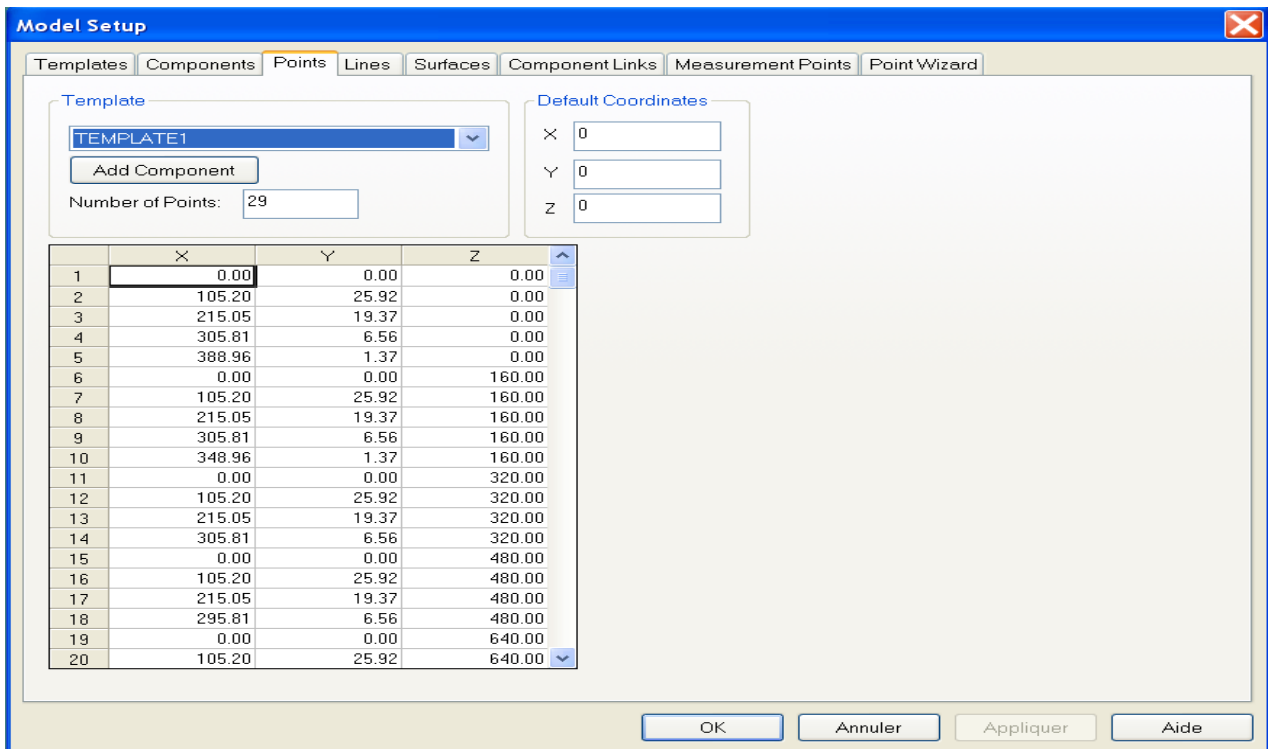 Model Setup
Templates Components Points Lines Surfaces Component Links Measurement Points Point Wizard
Template Default Coordinates
TEMPLATE1 X 0
Add Component Y 0
Number of Points: 29 Z 0
X Y Z
1 0.00 0.00 0.00
2 105.20 25.92 0.00
3 215.05 19.37 0.00
4 305.81 6.56 0.00
5 388.96 1.37 0.00
6 0.00 0.00 160.00
7 105.20 25.92 160.00
8 215.05 19.37 160.00
9 305.81 6.56 160.00
10 348.96 1.37 160.00
11 0.00 0.00 320.00
12 105.20 25.92 320.00
13 215.05 19.37 320.00
14 305.81 6.56 320.00
15 0.00 0.00 480.00
16 105.20 25.92 480.00
17 215.05 19.37 480.00
18 295.81 6.56 480.00
19 0.00 0.00 640.00
20 105.20 25.92 640.00
OK Annuler Appliquer Aide